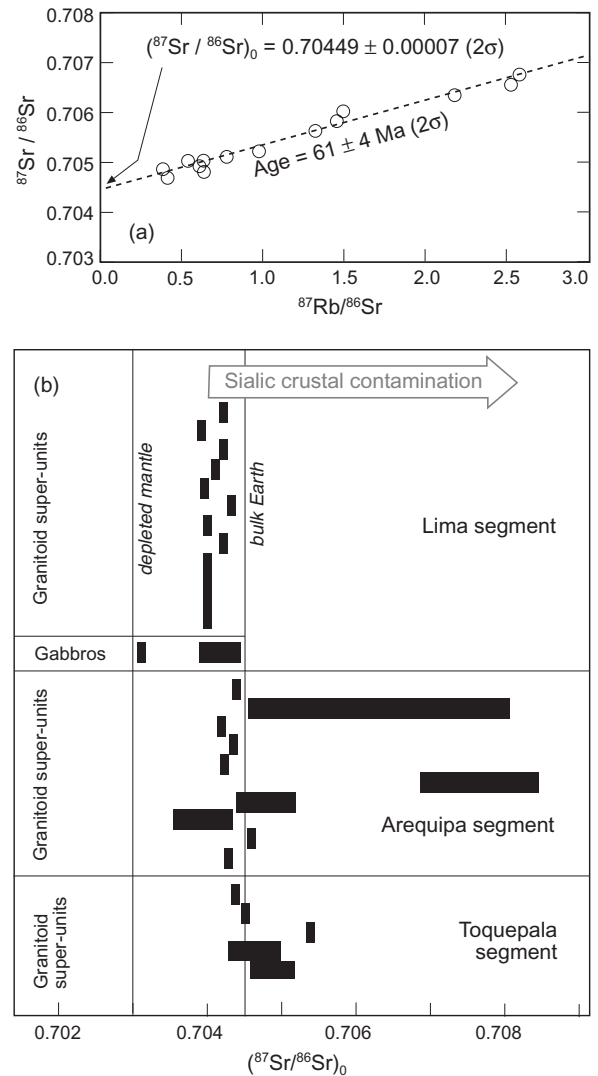 0.708
(⁸⁷Sr / ⁸⁶Sr)₀ = 0.70449 ± 0.00007 (2σ)
0.707
0.706
⁸⁷Sr / ⁸⁶Sr
0.705
Age = 61 ± 4 Ma (2σ)
0.704
(a)
0.703
0.0 0.5 1.0 1.5 2.0 2.5 3.0
⁸⁷Rb/⁸⁶Sr
(b)
Sialic crustal contamination
Granitoid super-units
depleted mantle
bulk Earth
Lima segment
Gabbros
Granitoid super-units
Arequipa segment
Granitoid
super-units
Toquepala
segment
0.702 0.704 0.706 0.708
(⁸⁷Sr/⁸⁶Sr)₀